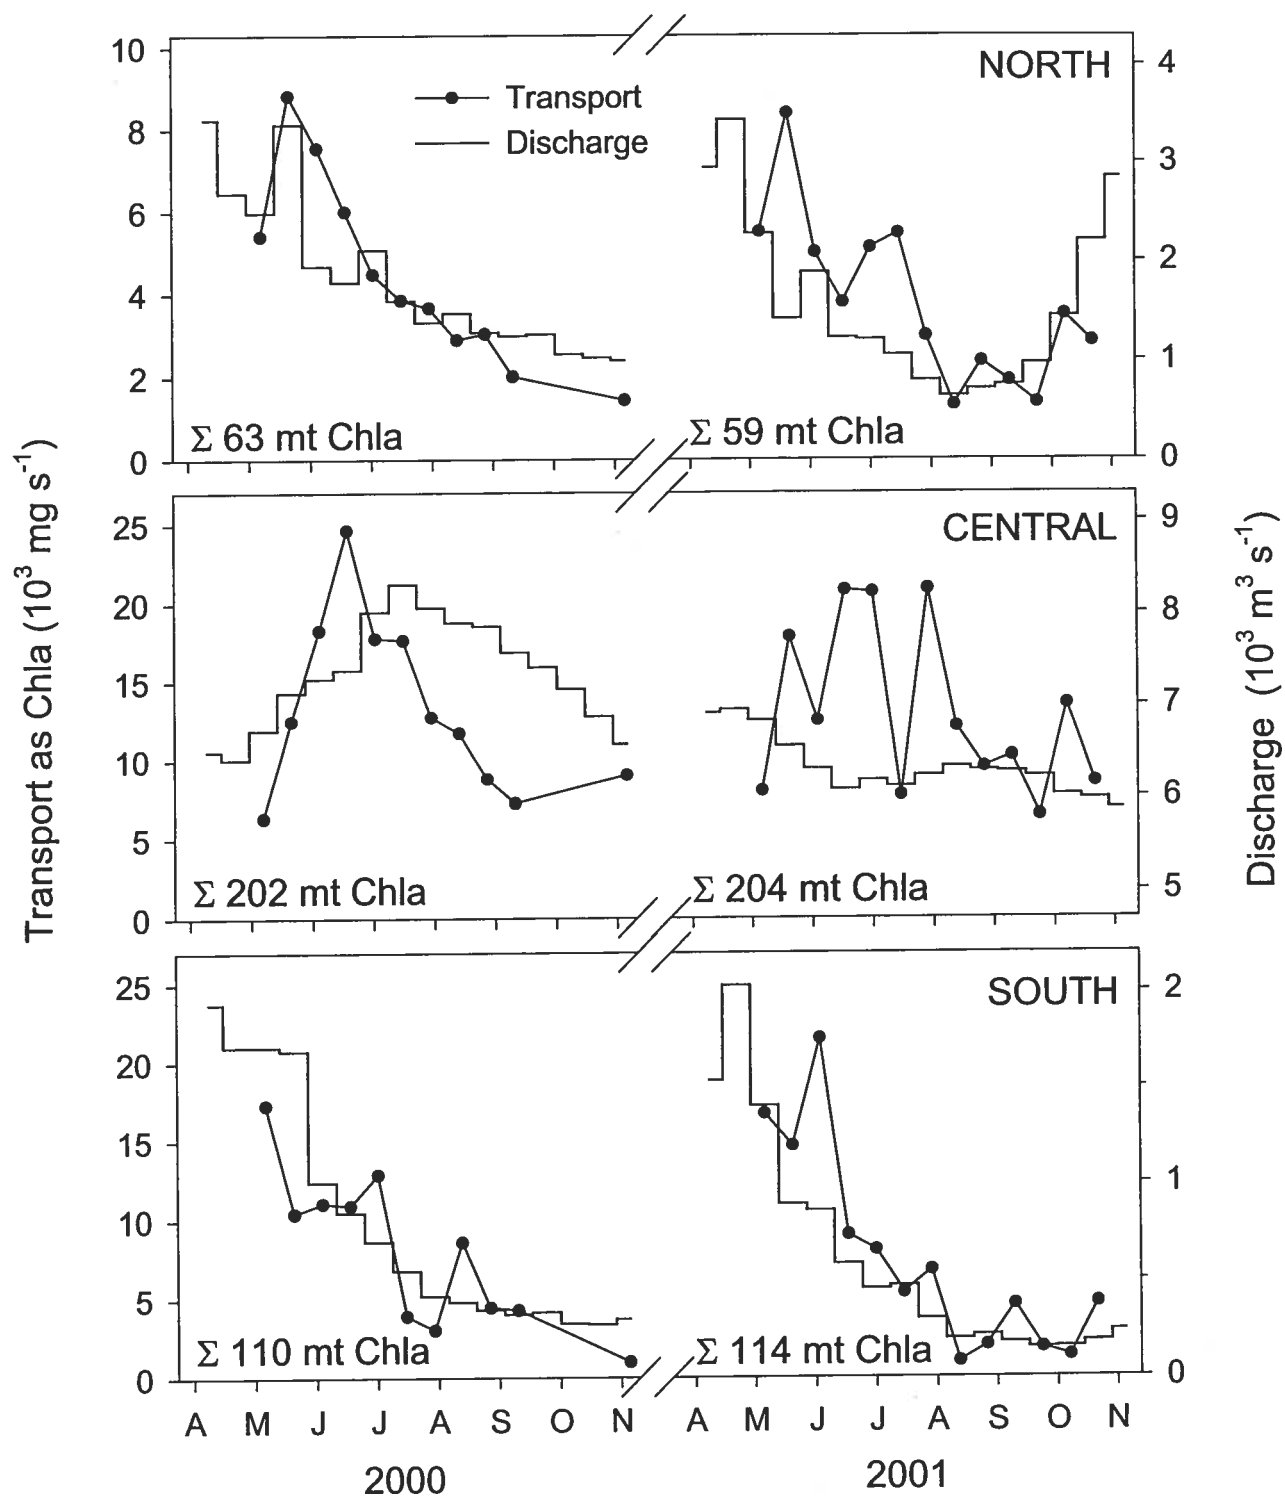 NORTH
Transport
Discharge
10
8
6
4
2
0
4
3
2
1
0
Σ 63 mt Chla
Σ 59 mt Chla
CENTRAL
25
20
15
10
5
0
9
8
7
6
5
Σ 202 mt Chla
Σ 204 mt Chla
SOUTH
25
20
15
10
5
0
2
1
0
Σ 110 mt Chla
Σ 114 mt Chla
A M J J A S O N
A M J J A S O N
2000
2001
Transport as Chla (10³ mg s⁻¹)
Discharge (10³ m³ s⁻¹)